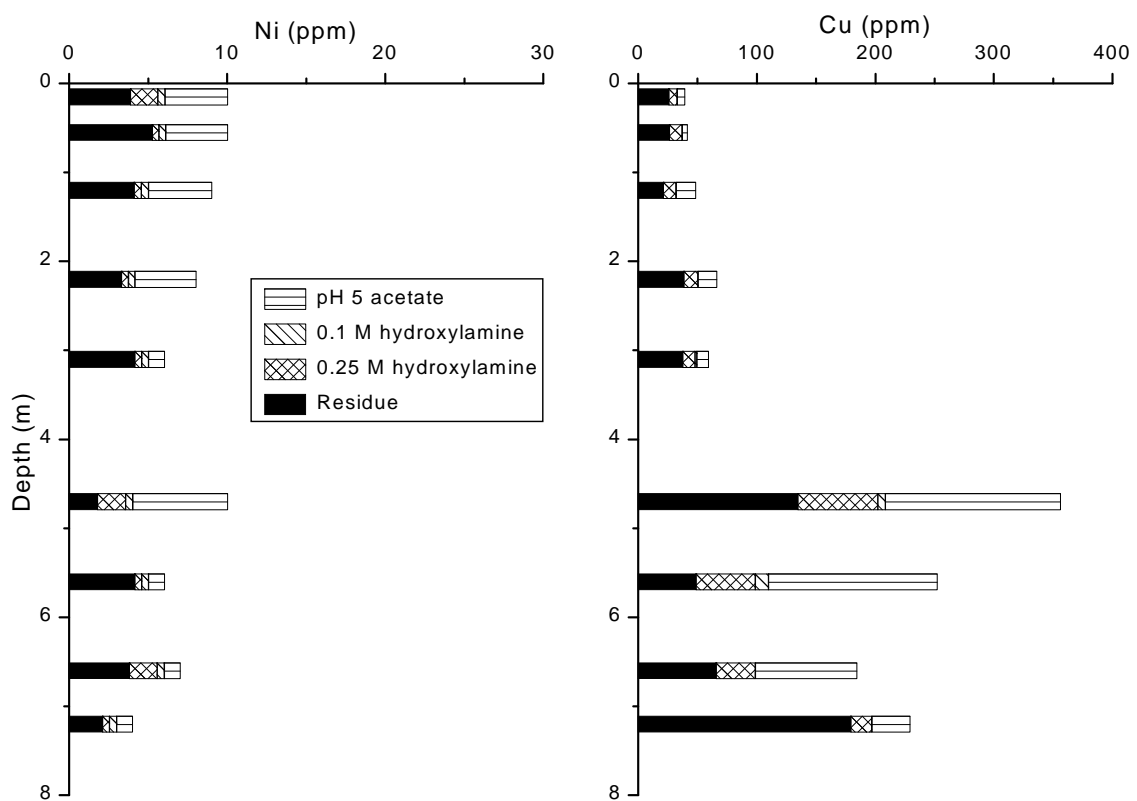 Ni (ppm)
0 10 20 30
0
2
4
6
8
Depth (m)
pH 5 acetate
0.1 M hydroxylamine
0.25 M hydroxylamine
Residue
Cu (ppm)
0 100 200 300 400
0
2
4
6
8